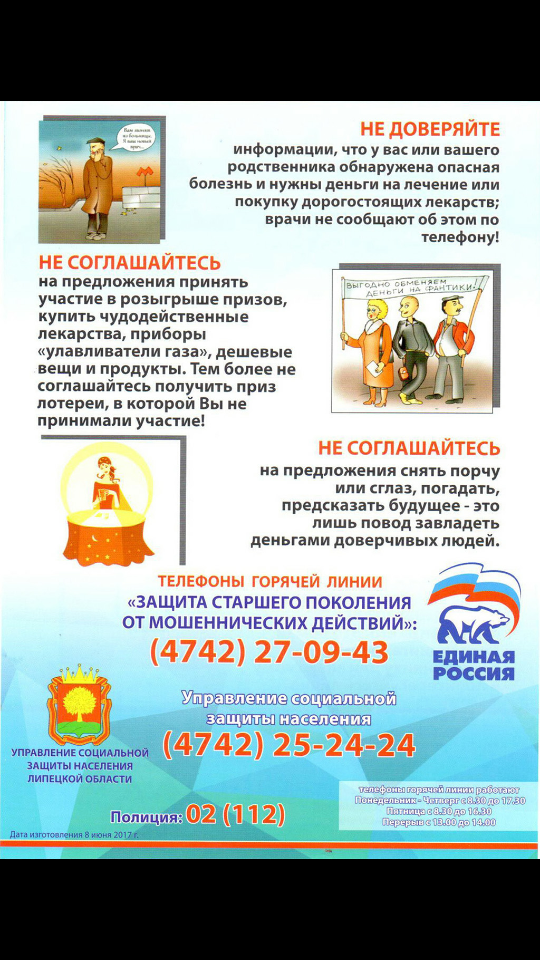 НЕ ДОВЕРЯЙТЕ
информации, что у вас или вашего
родственника обнаружена опасная
болезнь и нужны деньги на лечение или
покупку дорогостоящих лекарств;
врачи не сообщают об этом по
телефону!
НЕ СОГЛАШАЙТЕСЬ
на предложения принять
участие в розыгрыше призов,
купить чудодейственные
лекарства, приборы
«улавливатели газа», дешевые
вещи и продукты. Тем более не
соглашайтесь получить приз
лотереи, в которой Вы не
принимали участие!
ВЫГОДНО ОБМЕНЯЕМ
ДЕНЬГИ НА ФАНТИКИ!
НЕ СОГЛАШАЙТЕСЬ
на предложения снять порчу
или сглаз, погадать,
предсказать будущее - это
лишь повод завладеть
деньгами доверчивых людей.
ТЕЛЕФОНЫ ГОРЯЧЕЙ ЛИНИИ
«ЗАЩИТА СТАРШЕГО ПОКОЛЕНИЯ
ОТ МОШЕННИЧЕСКИХ ДЕЙСТВИЙ»:
(4742) 27-09-43
ЕДИНАЯ
РОССИЯ
Управление социальной
защиты населения
(4742) 25-24-24
УПРАВЛЕНИЕ СОЦИАЛЬНОЙ
ЗАЩИТЫ НАСЕЛЕНИЯ
ЛИПЕЦКОЙ ОБЛАСТИ
телефоны горячей линии работают
Понедельник - Четверг с 8.30 до 17.30
Пятница с 8.30 до 16.30
Перерыв с 13.00 до 14.00
Полиция: 02 (112)
Дата изготовления 8 июня 2017 г.